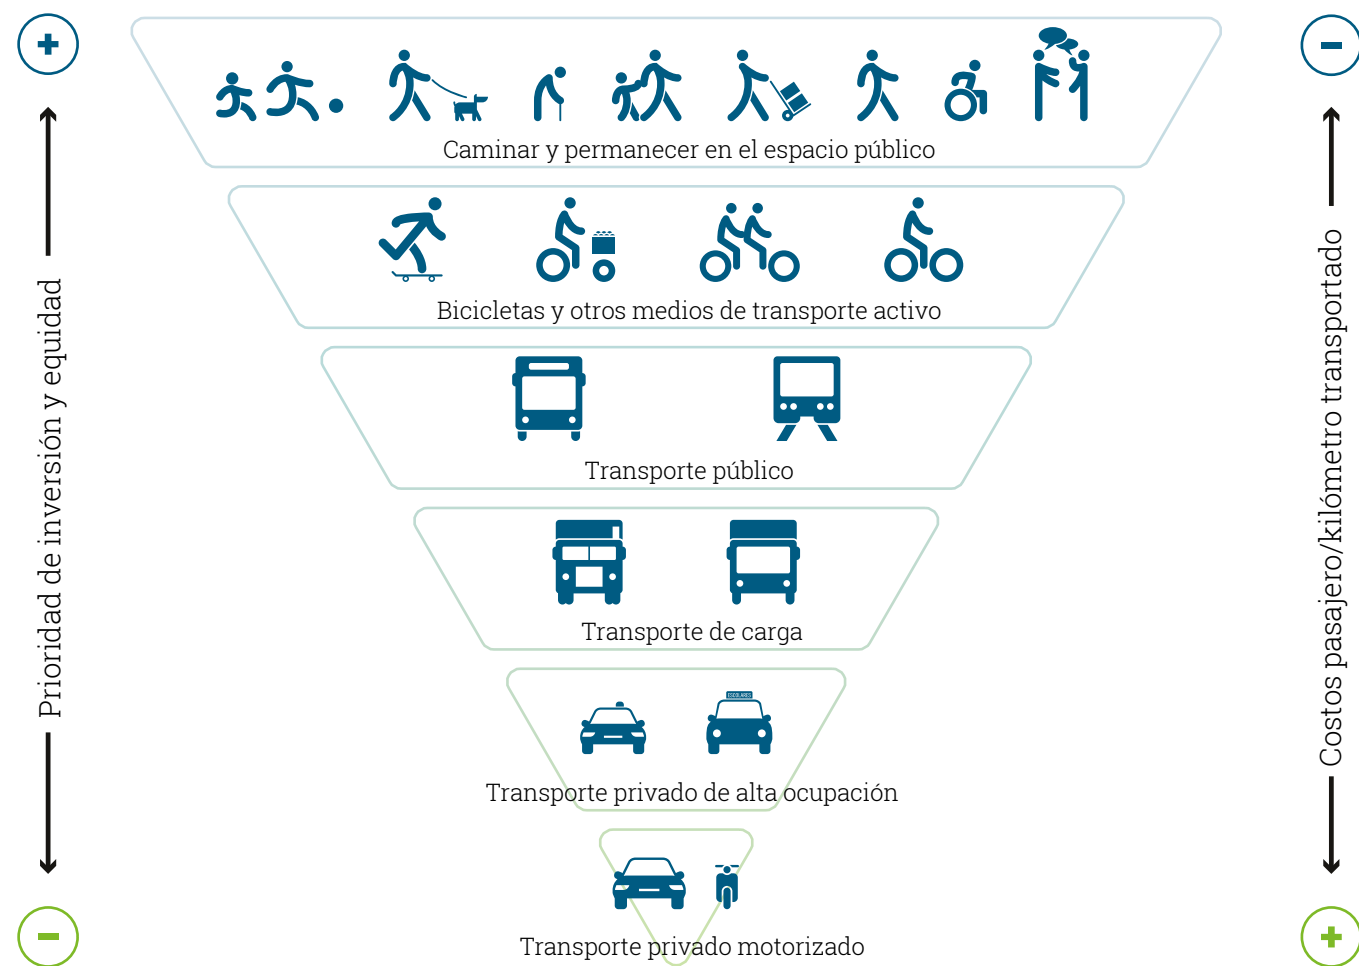 Caminar y permanecer en el espacio público
Bicicletas y otros medios de transporte activo
Transporte público
Transporte de carga
ESCOLARES
Transporte privado de alta ocupación
Transporte privado motorizado
Prioridad de inversión y equidad
Costos pasajero/kilómetro transportado